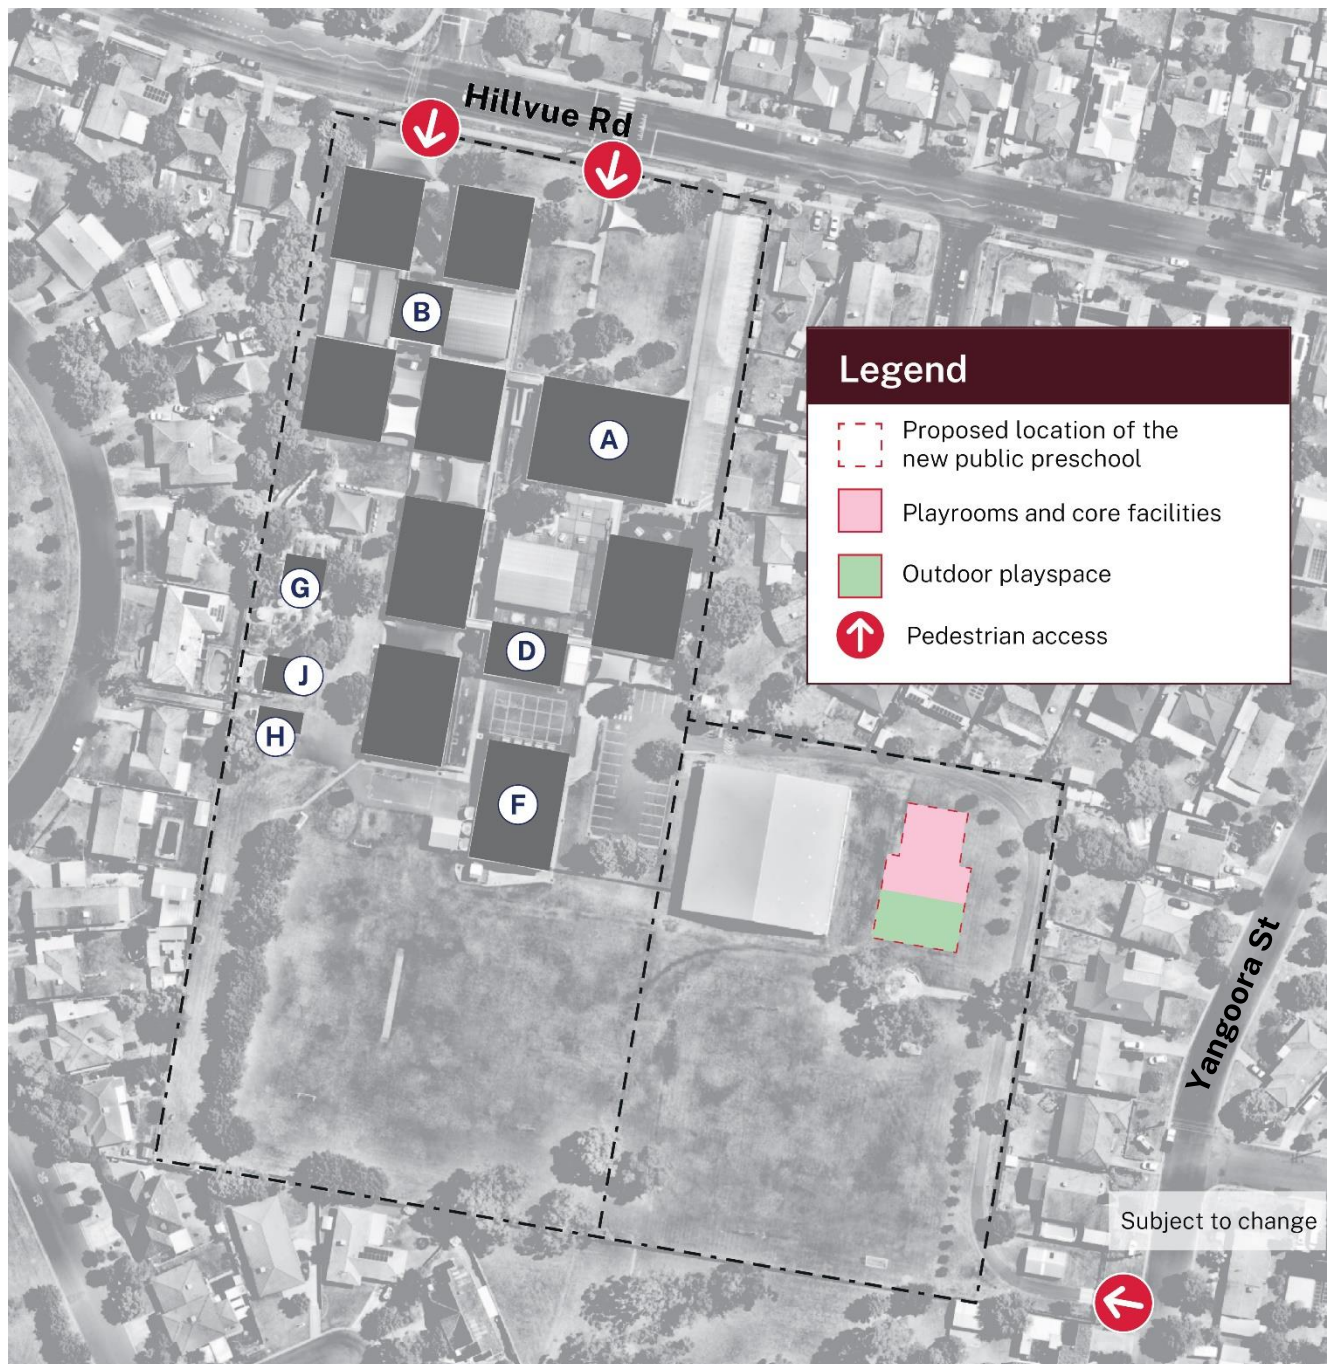 Hillvue Rd
B
A
G
J
D
H
F
Legend
Proposed location of the
new public preschool
Playrooms and core facilities
Outdoor playspace
Pedestrian access
Yangoora St
Subject to change